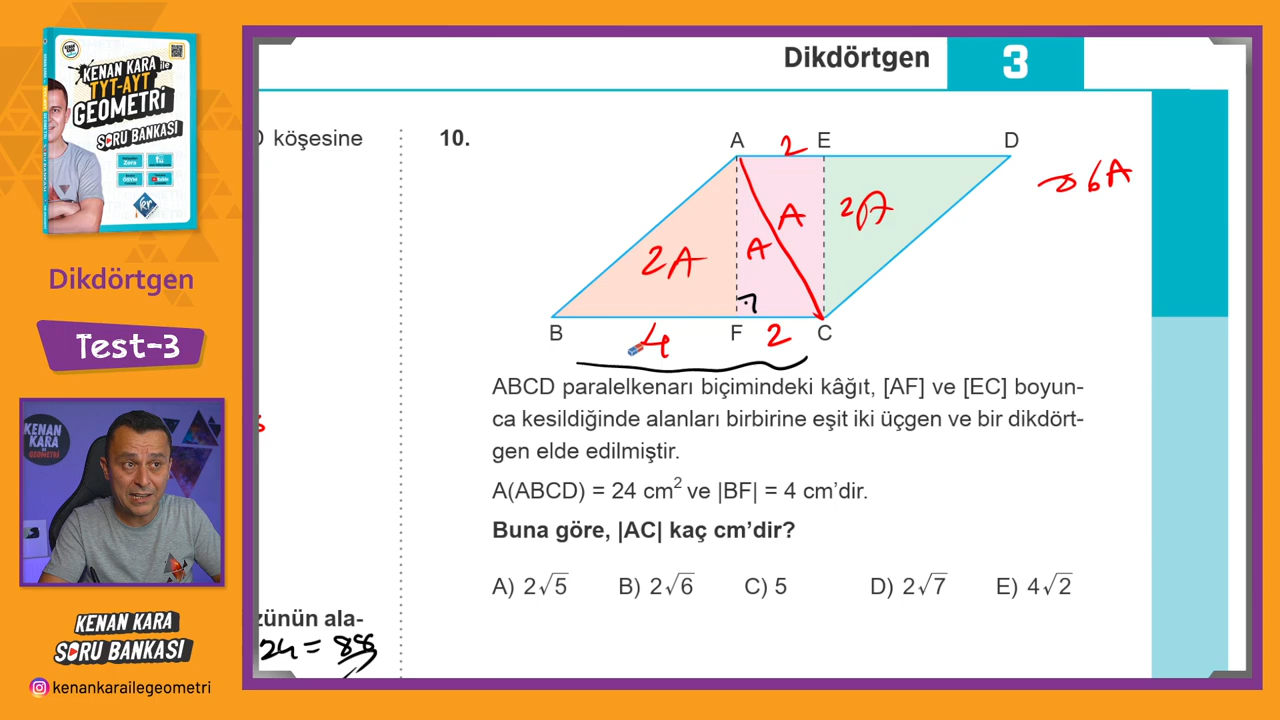 KENAN KARA ile
TYT-AYT
GEOMETRİ
SORU BANKASI
Dikdörtgen
Test-3
KENAN
KARA
GEOMETRİ
KENAN KARA
SORU BANKASI
kenankarailegeometri
Dikdörtgen 3
köşesine
zünün ala-
24 = 88
10.
A 2 E D
6A
2A A A 2A
B 4 F 2 C
ABCD paralelkenarı biçimindeki kâğıt, [AF] ve [EC] boyun-
ca kesildiğinde alanları birbirine eşit iki üçgen ve bir dikdört-
gen elde edilmiştir.
A(ABCD) = 24 cm² ve |BF| = 4 cm'dir.
Buna göre, |AC| kaç cm'dir?
A) 2√5 B) 2√6 C) 5 D) 2√7 E) 4√2